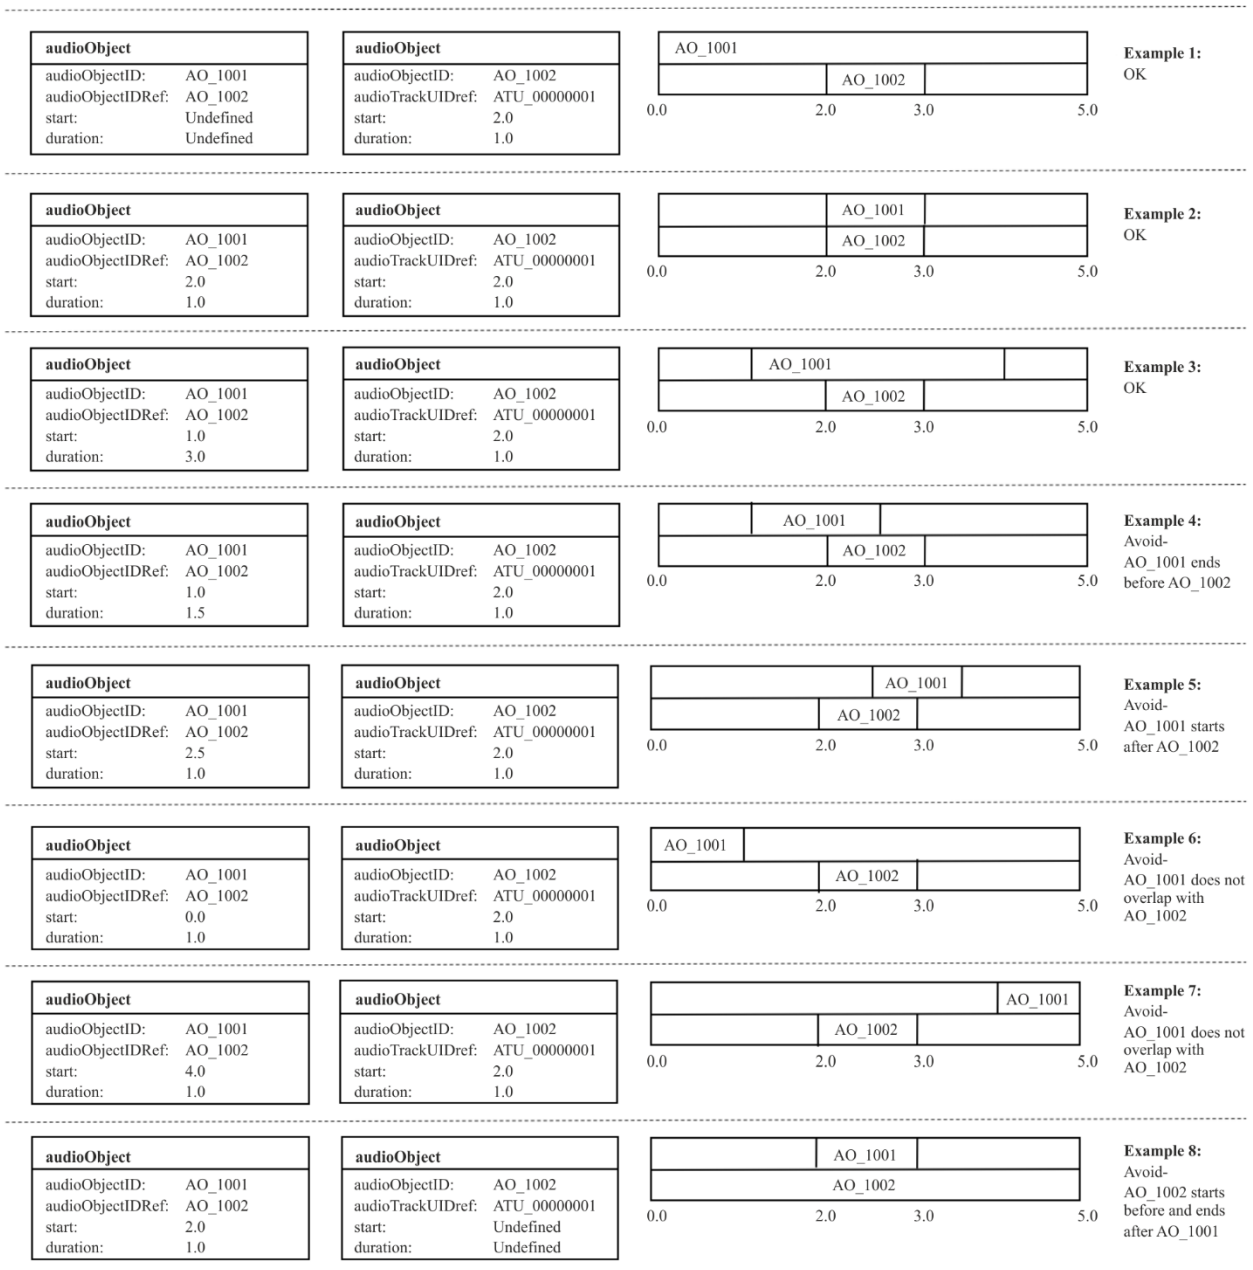 audioObject
audioObjectID: AO_1001
audioObjectIDRef: AO_1002
start: Undefined
duration: Undefined
audioObject
audioObjectID: AO_1002
audioTrackUIDref: ATU_00000001
start: 2.0
duration: 1.0
AO_1001
AO_1002
0.0 2.0 3.0 5.0
Example 1:
OK
audioObject
audioObjectID: AO_1001
audioObjectIDRef: AO_1002
start: 2.0
duration: 1.0
audioObject
audioObjectID: AO_1002
audioTrackUIDref: ATU_00000001
start: 2.0
duration: 1.0
AO_1001
AO_1002
0.0 2.0 3.0 5.0
Example 2:
OK
audioObject
audioObjectID: AO_1001
audioObjectIDRef: AO_1002
start: 1.0
duration: 3.0
audioObject
audioObjectID: AO_1002
audioTrackUIDref: ATU_00000001
start: 2.0
duration: 1.0
AO_1001
AO_1002
0.0 2.0 3.0 5.0
Example 3:
OK
audioObject
audioObjectID: AO_1001
audioObjectIDRef: AO_1002
start: 1.0
duration: 1.5
audioObject
audioObjectID: AO_1002
audioTrackUIDref: ATU_00000001
start: 2.0
duration: 1.0
AO_1001
AO_1002
0.0 2.0 3.0 5.0
Example 4:
Avoid-
AO_1001 ends
before AO_1002
audioObject
audioObjectID: AO_1001
audioObjectIDRef: AO_1002
start: 2.5
duration: 1.0
audioObject
audioObjectID: AO_1002
audioTrackUIDref: ATU_00000001
start: 2.0
duration: 1.0
AO_1001
AO_1002
0.0 2.0 3.0 5.0
Example 5:
Avoid-
AO_1001 starts
after AO_1002
audioObject
audioObjectID: AO_1001
audioObjectIDRef: AO_1002
start: 0.0
duration: 1.0
audioObject
audioObjectID: AO_1002
audioTrackUIDref: ATU_00000001
start: 2.0
duration: 1.0
AO_1001
AO_1002
0.0 2.0 3.0 5.0
Example 6:
Avoid-
AO_1001 does not
overlap with
AO_1002
audioObject
audioObjectID: AO_1001
audioObjectIDRef: AO_1002
start: 4.0
duration: 1.0
audioObject
audioObjectID: AO_1002
audioTrackUIDref: ATU_00000001
start: 2.0
duration: 1.0
AO_1001
AO_1002
0.0 2.0 3.0 5.0
Example 7:
Avoid-
AO_1001 does not
overlap with
AO_1002
audioObject
audioObjectID: AO_1001
audioObjectIDRef: AO_1002
start: 2.0
duration: 1.0
audioObject
audioObjectID: AO_1002
audioTrackUIDref: ATU_00000001
start: Undefined
duration: Undefined
AO_1001
AO_1002
0.0 2.0 3.0 5.0
Example 8:
Avoid-
AO_1002 starts
before and ends
after AO_1001